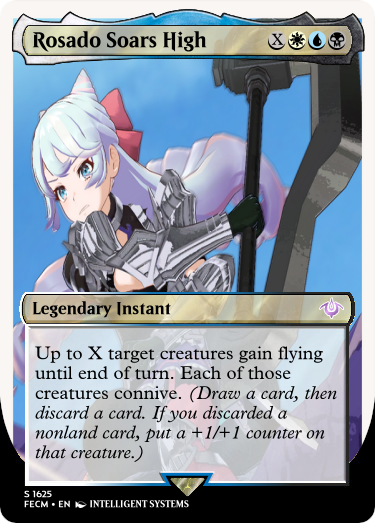 Rosado Soars High X
Legendary Instant
Up to X target creatures gain flying
until end of turn. Each of those
creatures connive. (Draw a card, then
discard a card. If you discarded a
nonland card, put a +1/+1 counter on
that creature.)
S 1625
FECM • EN INTELLIGENT SYSTEMS